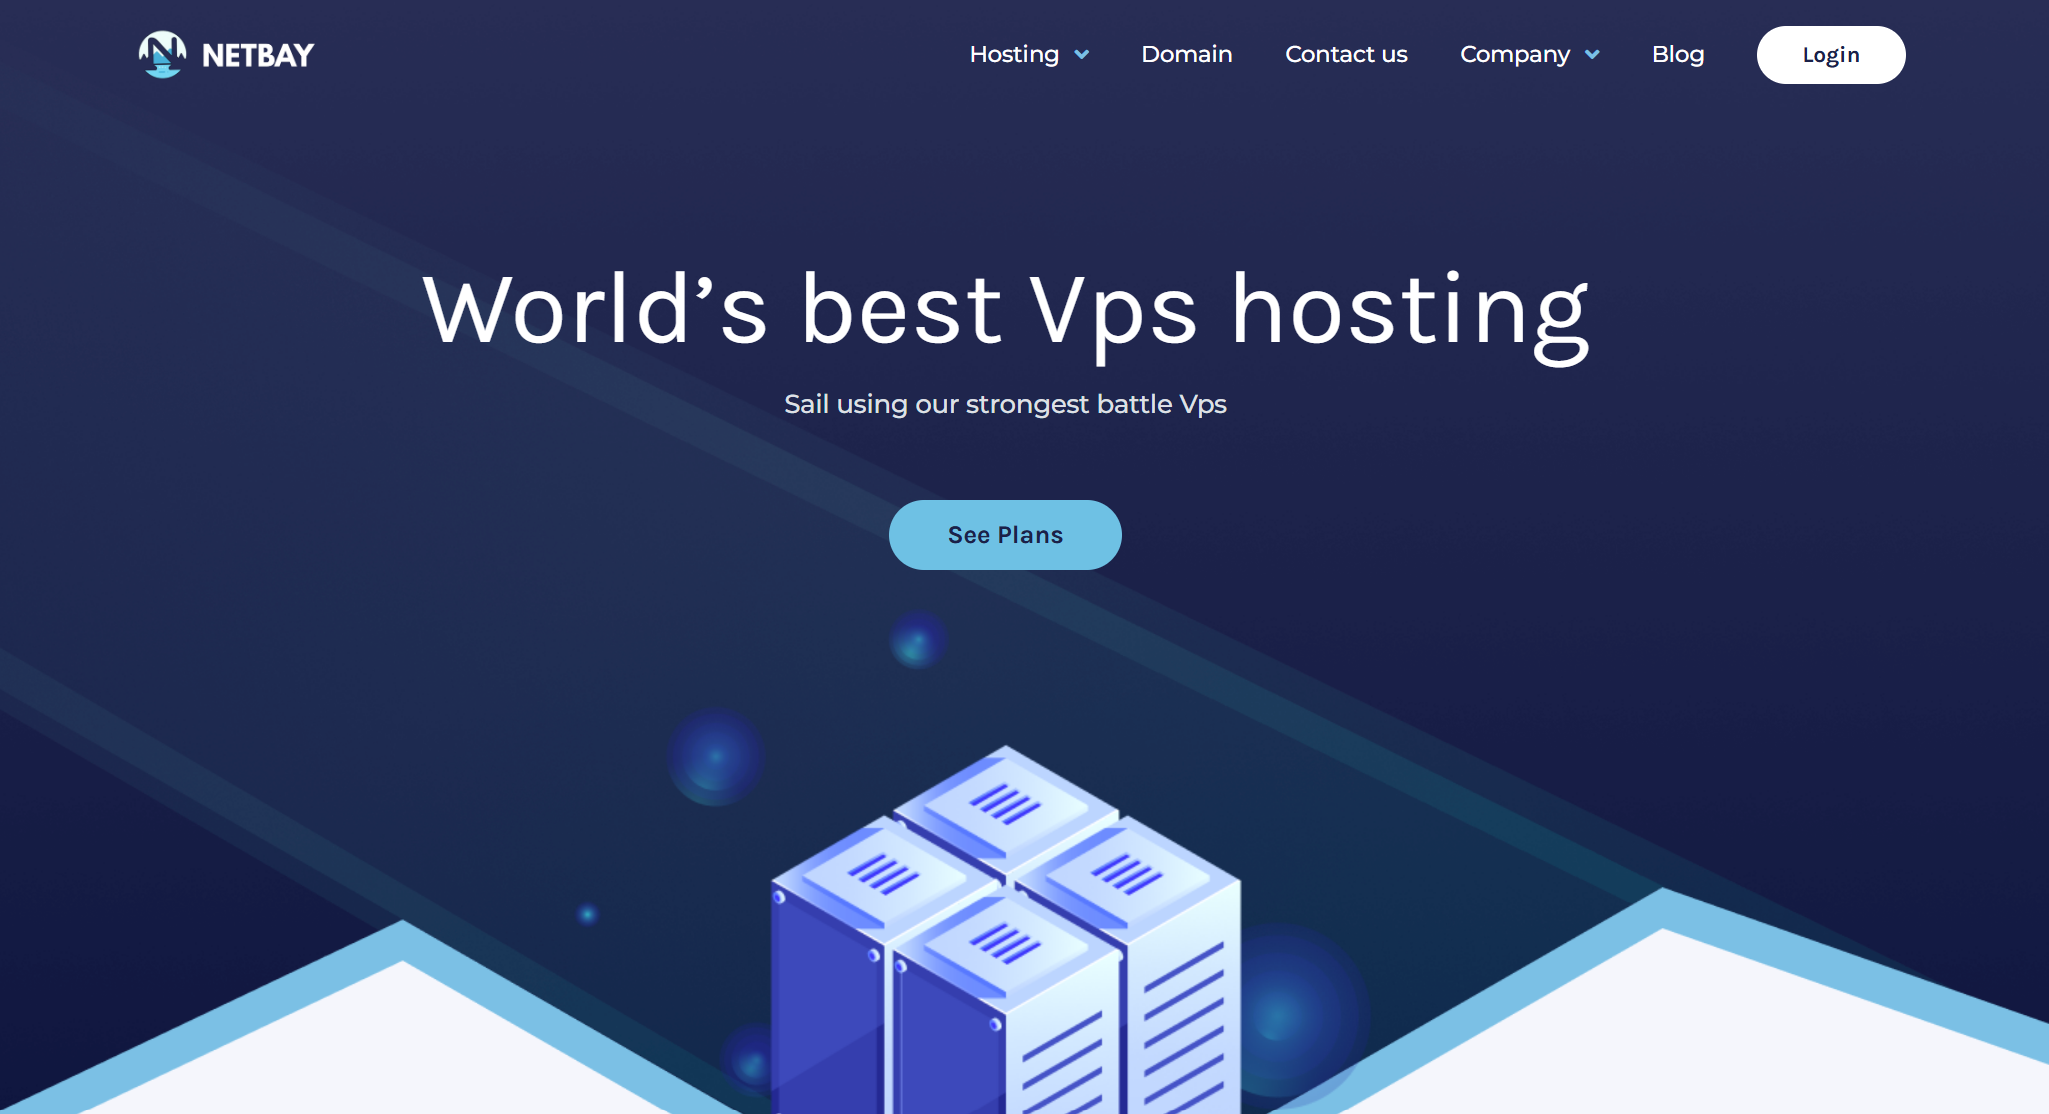 NETBAY
Hosting
Domain
Contact us
Company
Blog
Login
World’s best Vps hosting
Sail using our strongest battle Vps
See Plans